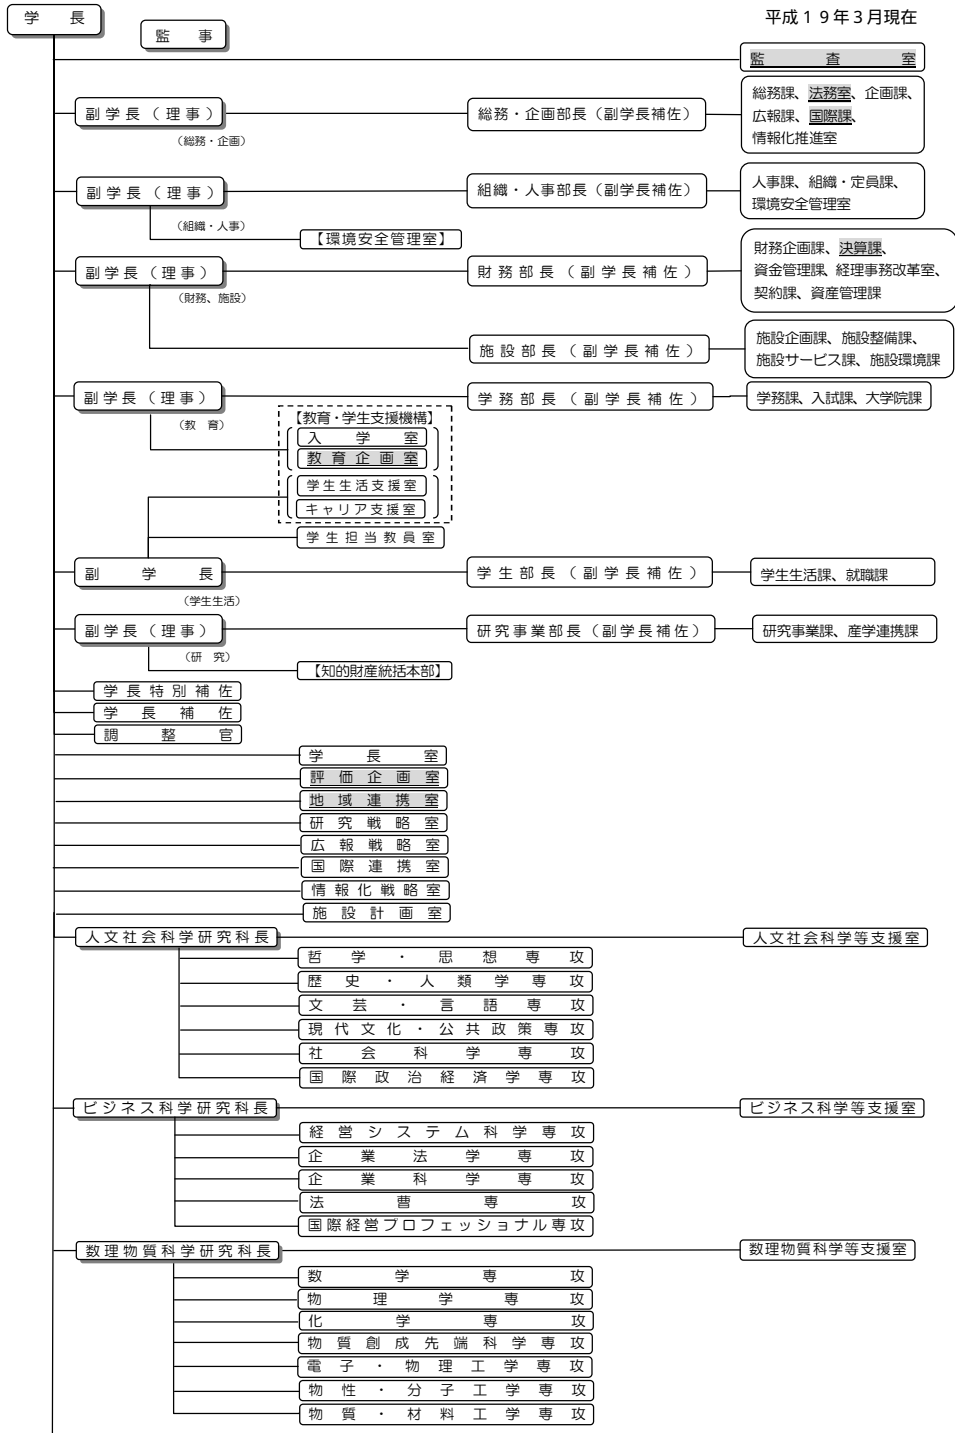 学長
平成１９年３月現在
監事
監査室
副学長（理事）
（総務・企画）
総務・企画部長（副学長補佐）
総務課、法務室、企画課、
広報課、国際課、
情報化推進室
副学長（理事）
（組織・人事）
組織・人事部長（副学長補佐）
人事課、組織・定員課、
環境安全管理室
【環境安全管理室】
副学長（理事）
（財務、施設）
財務部長（副学長補佐）
財務企画課、決算課、
資金管理課、経理事務改革室、
契約課、資産管理課
施設部長（副学長補佐）
施設企画課、施設整備課、
施設サービス課、施設環境課
副学長（理事）
（教　育）
学務部長（副学長補佐）
学務課、入試課、大学院課
【教育・学生支援機構】
入学室
教育企画室
学生生活支援室
キャリア支援室
学生担当教員室
副学長
（学生生活）
学生部長（副学長補佐）
学生生活課、就職課
副学長（理事）
（研　究）
研究事業部長（副学長補佐）
研究事業課、産学連携課
【知的財産統括本部】
学長特別補佐
学長補佐
調整官
学長室
評価企画室
地域連携室
研究戦略室
広報戦略室
国際連携室
情報化戦略室
施設計画室
人文社会科学研究科長
人文社会科学等支援室
哲学・思想専攻
歴史・人類学専攻
文芸・言語専攻
現代文化・公共政策専攻
社会科学専攻
国際政治経済学専攻
ビジネス科学研究科長
ビジネス科学等支援室
経営システム科学専攻
企業法学専攻
企業科学専攻
法曹専攻
国際経営プロフェッショナル専攻
数理物質科学研究科長
数理物質科学等支援室
数学専攻
物理学専攻
化学専攻
物質創成先端科学専攻
電子・物理工学専攻
物性・分子工学専攻
物質・材料工学専攻